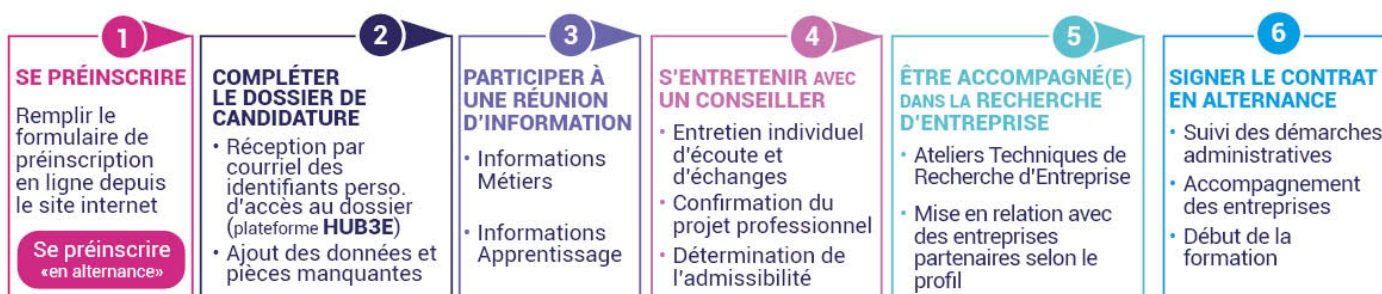 1
SE PRÉINSCRIRE
Remplir le
formulaire de
préinscription
en ligne depuis
le site internet
Se préinscrire
«en alternance»
2
COMPLÉTER
LE DOSSIER DE
CANDIDATURE
• Réception par
courriel des
identifiants perso.
d'accès au dossier
(plateforme HUB3E)
• Ajout des données et
pièces manquantes
3
PARTICIPER À
UNE RÉUNION
D'INFORMATION
• Informations
Métiers
• Informations
Apprentissage
4
S'ENTRETENIR AVEC
UN CONSEILLER
• Entretien individuel
d'écoute et
d'échanges
• Confirmation du
projet professionnel
• Détermination de
l'admissibilité
5
ÊTRE ACCOMPAGNÉ(E)
DANS LA RECHERCHE
D'ENTREPRISE
• Ateliers Techniques de
Recherche d'Entreprise
• Mise en relation avec
des entreprises
partenaires selon le
profil
6
SIGNER LE CONTRAT
EN ALTERNANCE
• Suivi des démarches
administratives
• Accompagnement
des entreprises
• Début de la
formation